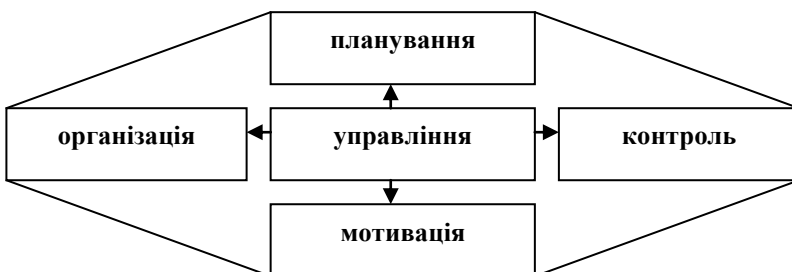 планування
організація
управління
контроль
мотивація